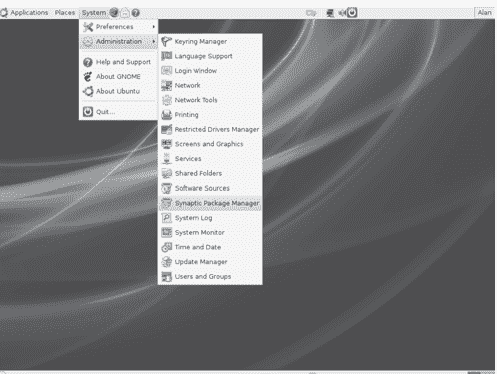 Applications Places System Alan
Preferences
Administration
Help and Support
About GNOME
About Ubuntu
Quit...
Keyring Manager
Language Support
Login Window
Network
Network Tools
Printing
Restricted Drivers Manager
Screens and Graphics
Services
Shared Folders
Software Sources
Synaptic Package Manager
System Log
System Monitor
Time and Date
Update Manager
Users and Groups